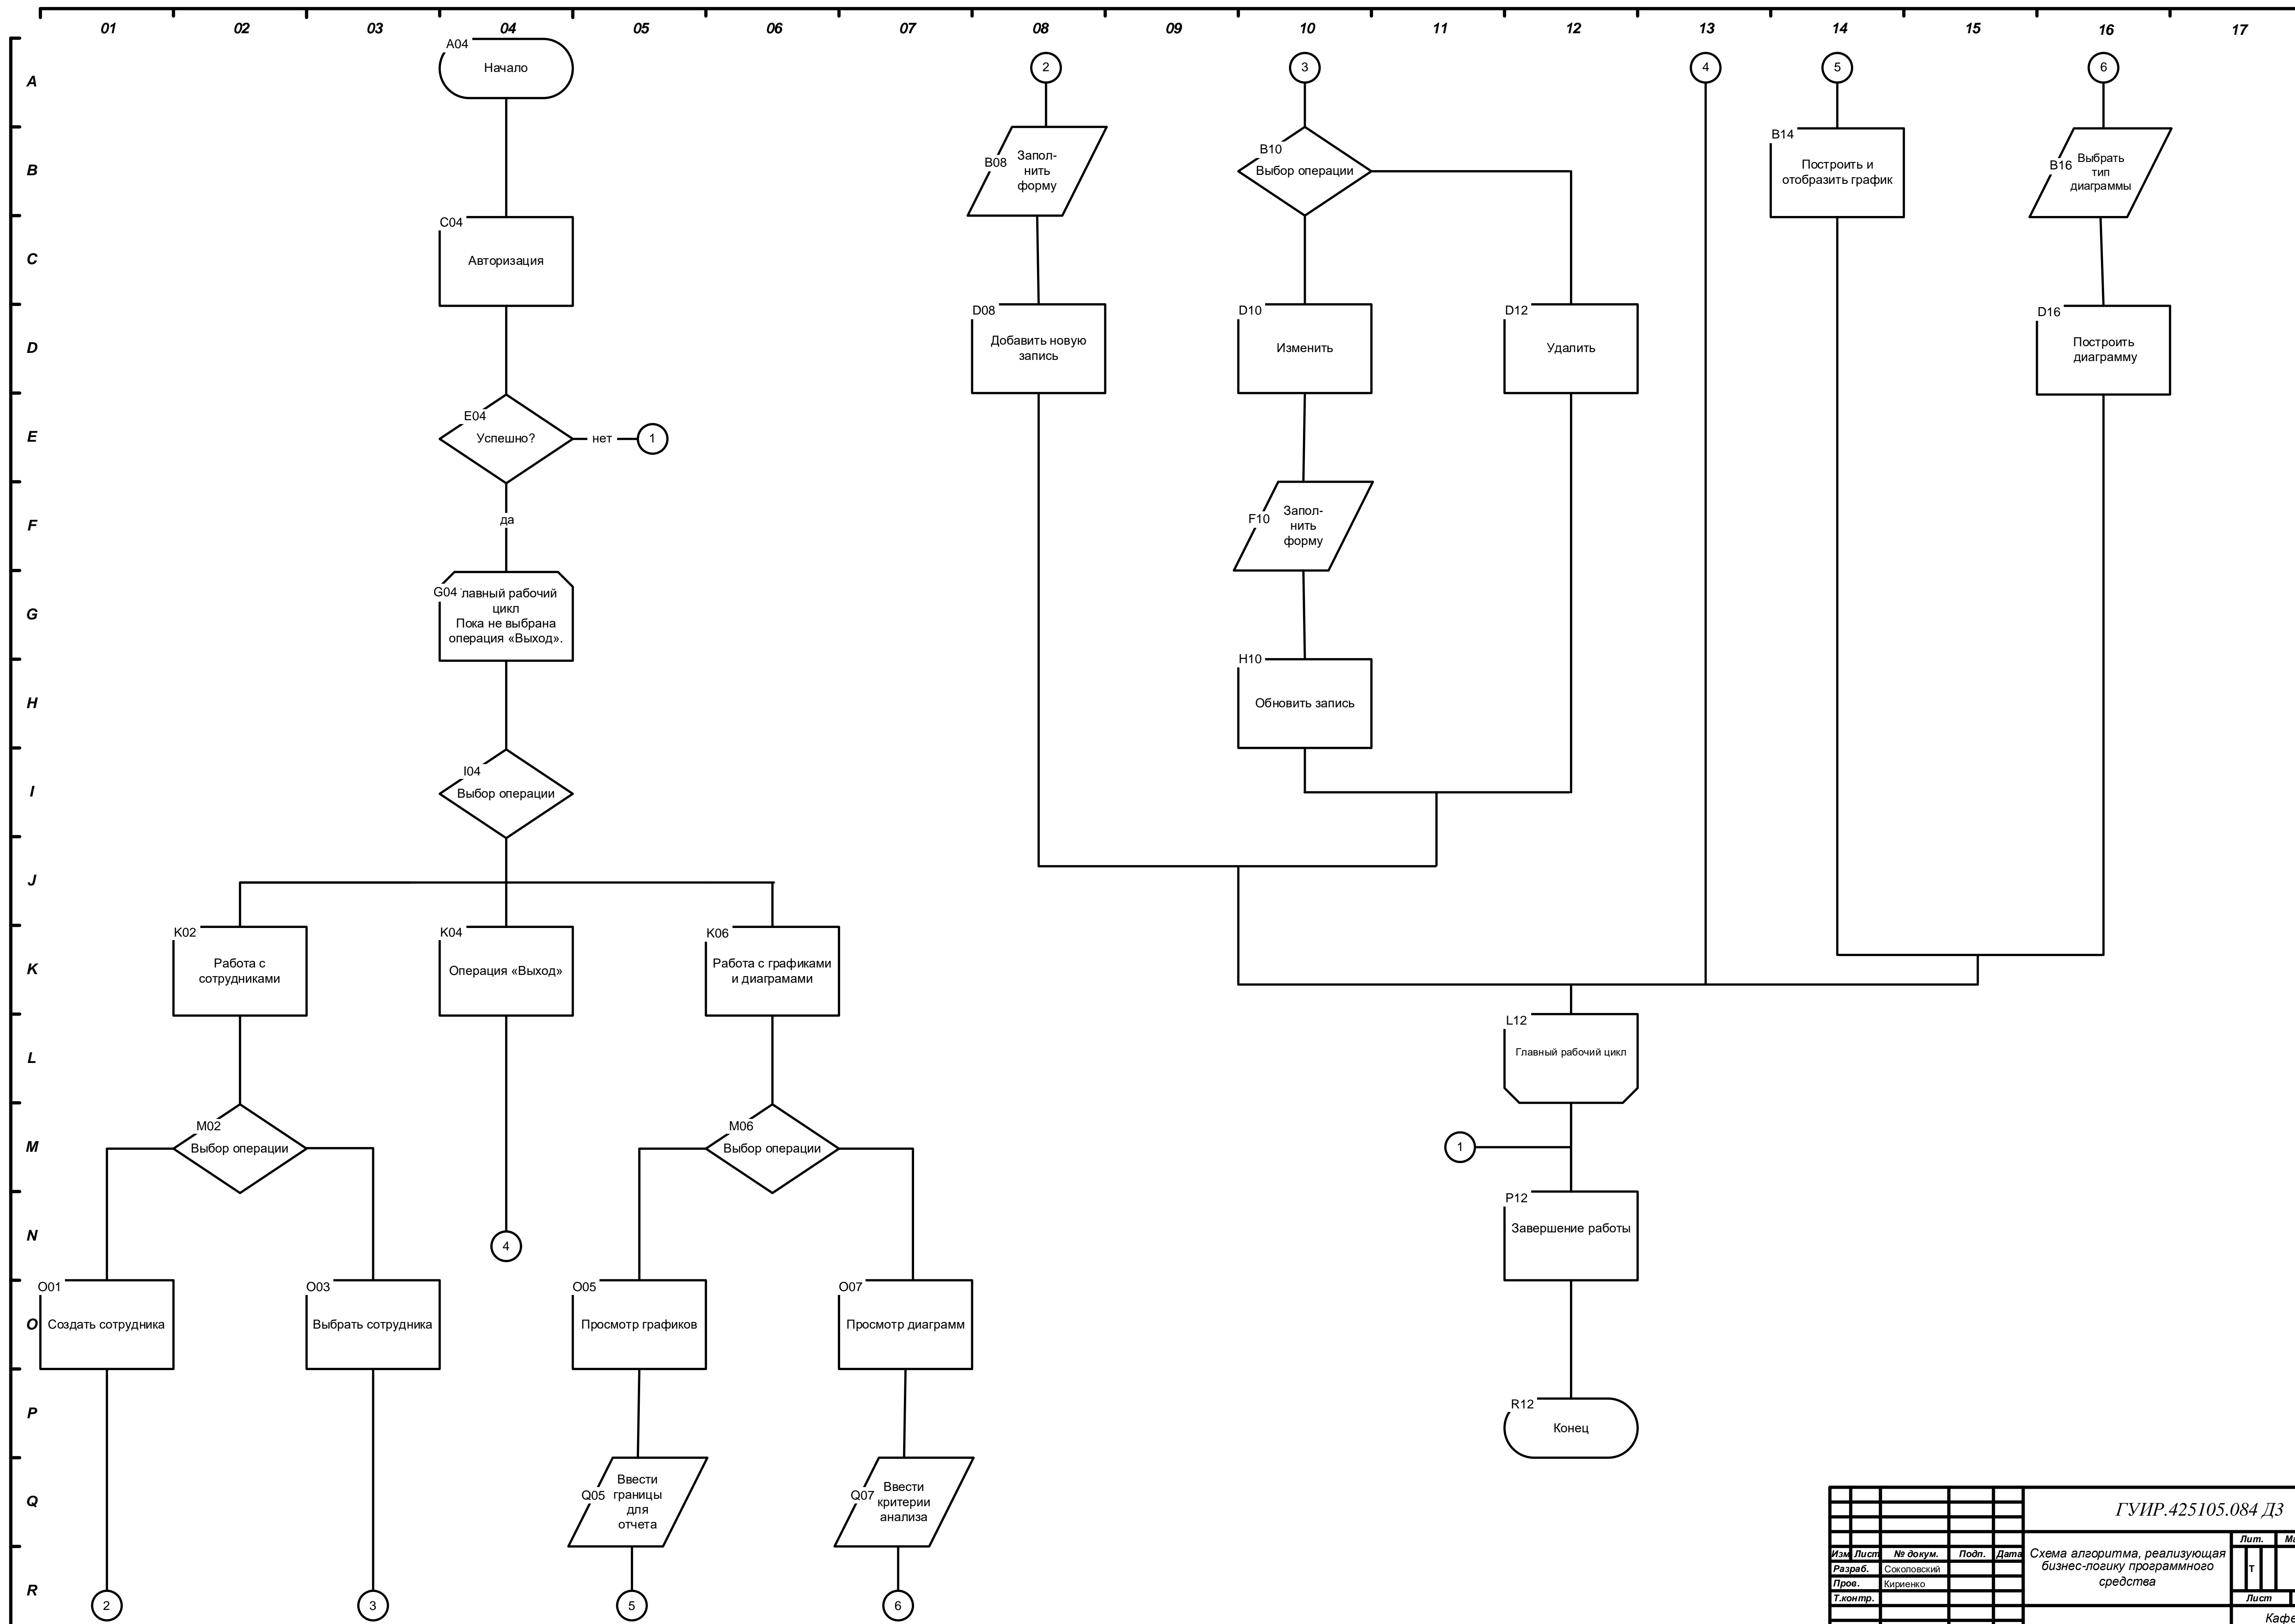 01 02 03 04 05 06 07 08 09 10 11 12 13 14 15 16 17
A
B
C
D
E
F
G
H
I
J
K
L
M
N
O
P
Q
R
A04
Начало
C04
Авторизация
E04
Успешно?
нет
1
да
G04
лавный рабочий
цикл
Пока не выбрана
операция «Выход».
I04
Выбор операции
K02
Работа с
сотрудниками
K04
Операция «Выход»
K06
Работа с графиками
и диаграмами
M02
Выбор операции
M06
Выбор операции
4
O01
Создать сотрудника
O03
Выбрать сотрудника
O05
Просмотр графиков
O07
Просмотр диаграмм
Q05
Ввести
границы
для
отчета
Q07
Ввести
критерии
анализа
2
3
5
6
2
B08
Запол-
нить
форму
D08
Добавить новую
запись
3
B10
Выбор операции
D10
Изменить
D12
Удалить
F10
Запол-
нить
форму
H10
Обновить запись
4
5
B14
Построить и
отобразить график
6
B16
Выбрать
тип
диаграммы
D16
Построить
диаграмму
L12
Главный рабочий цикл
1
P12
Завершение работы
R12
Конец
ГУИР.425105.084 Д3
Изм Лист № докум. Подп. Дата
Разраб. Соколовский
Пров. Кириенко
Т.контр.
Схема алгоритма, реализующая
бизнес-логику программного
средства
Лит.
Т
Лист